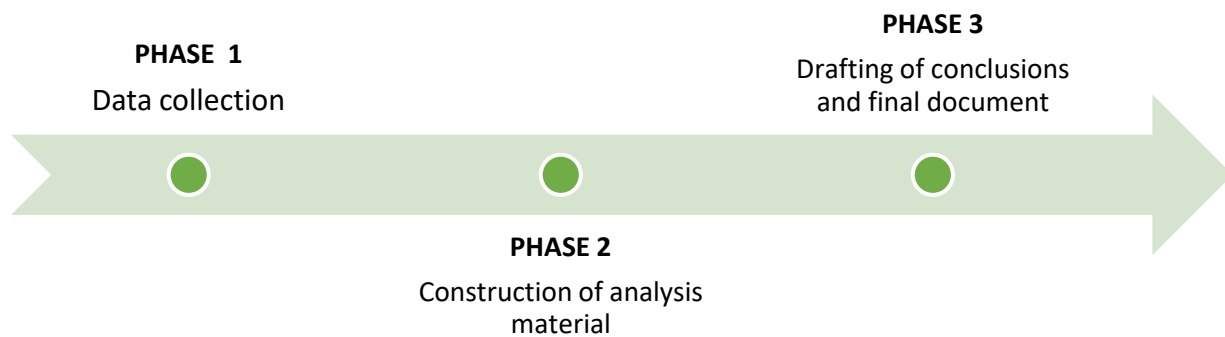 PHASE 1
Data collection
PHASE 2
Construction of analysis
material
PHASE 3
Drafting of conclusions
and final document